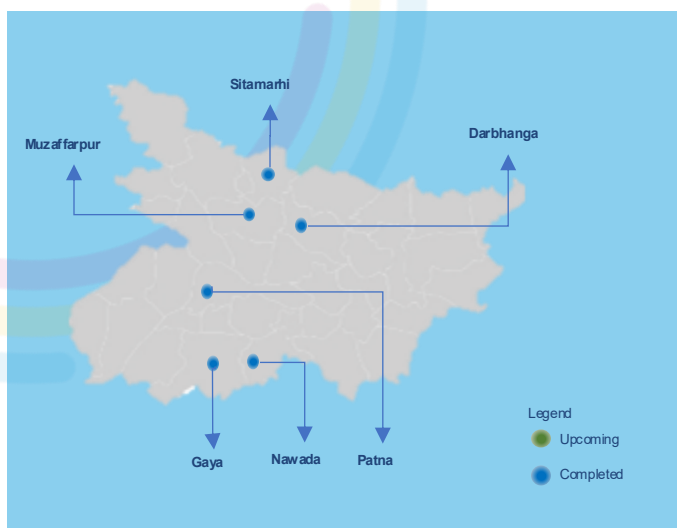 Sitamarhi
Darbhanga
Muzaffarpur
Legend
Upcoming
Completed
Gaya
Nawada
Patna